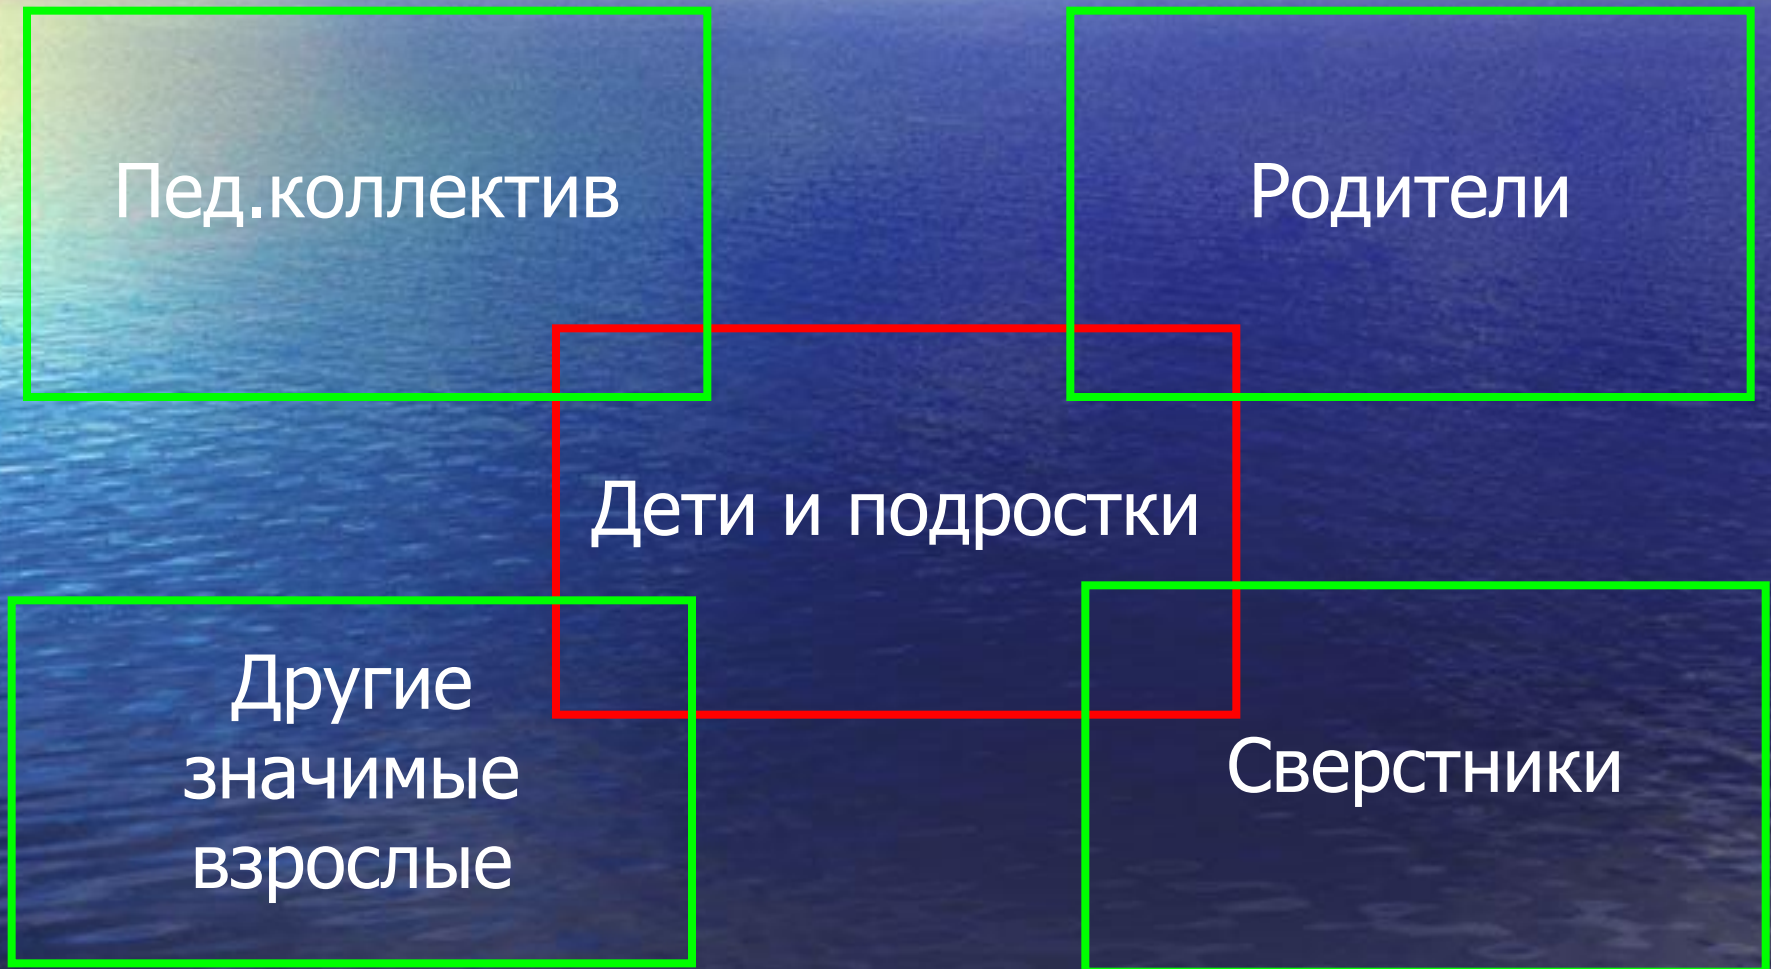 Пед.коллектив
Родители
Дети и подростки
Другие
значимые
взрослые
Сверстники